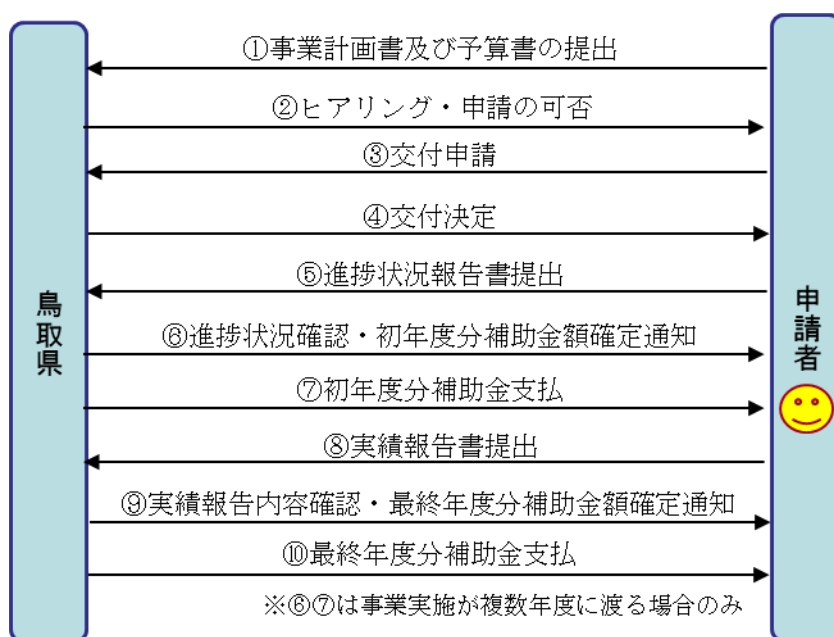 ①事業計画書及び予算書の提出
②ヒアリング・申請の可否
③交付申請
④交付決定
⑤進捗状況報告書提出
鳥取県
申請者
⑥進捗状況確認・初年度分補助金額確定通知
⑦初年度分補助金支払
⑧実績報告書提出
⑨実績報告内容確認・最終年度分補助金額確定通知
⑩最終年度分補助金支払
※⑥⑦は事業実施が複数年度に渡る場合のみ